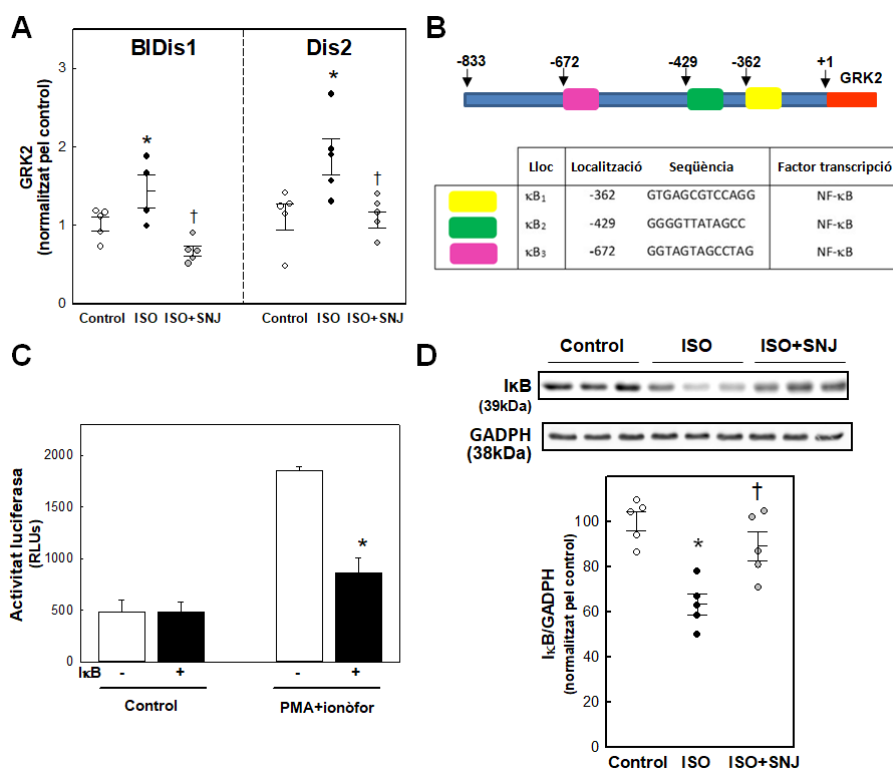 A
BIDis1
Dis2
3
2
1
0
GRK2
(normalitzat pel control)
*
†
*
†
Control ISO ISO+SNJ
Control ISO ISO+SNJ
B
-833 -672 -429 -362 +1
GRK2
Lloc Localització Seqüència Factor transcripció
κB1 -362 GTGAGCGTCCAGG NF-κB
κB2 -429 GGGGTTATAGCC NF-κB
κB3 -672 GGTAGTAGCCTAG NF-κB
C
Activitat luciferasa
(RLUs)
2000
1500
1000
500
0
*
IκB - + - +
Control PMA+ionòfor
D
Control ISO ISO+SNJ
IκB
(39kDa)
GADPH
(38kDa)
IκB/GADPH
(normalitzat pel control)
100
80
60
40
20
0
*
†
Control ISO ISO+SNJ